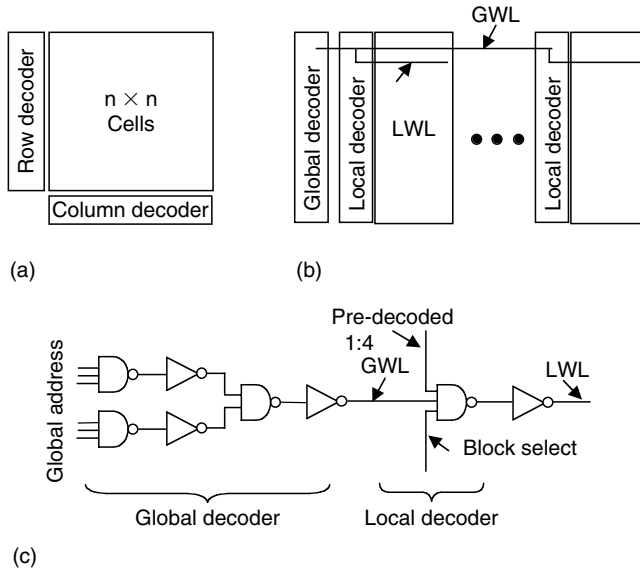 Row decoder
n × n
Cells
Column decoder
(a)
Global decoder
Local decoder
GWL
LWL
Local decoder
(b)
Global address
Pre-decoded
1:4
GWL
LWL
Block select
Global decoder
Local decoder
(c)